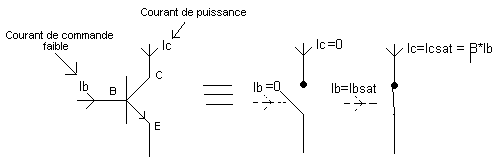 Courant de puissance
Courant de commande
faible
Ic
Ib
B
C
E
Ic=0
Ib=0
Ic=Icsat = β*Ib
Ib=Ibsat